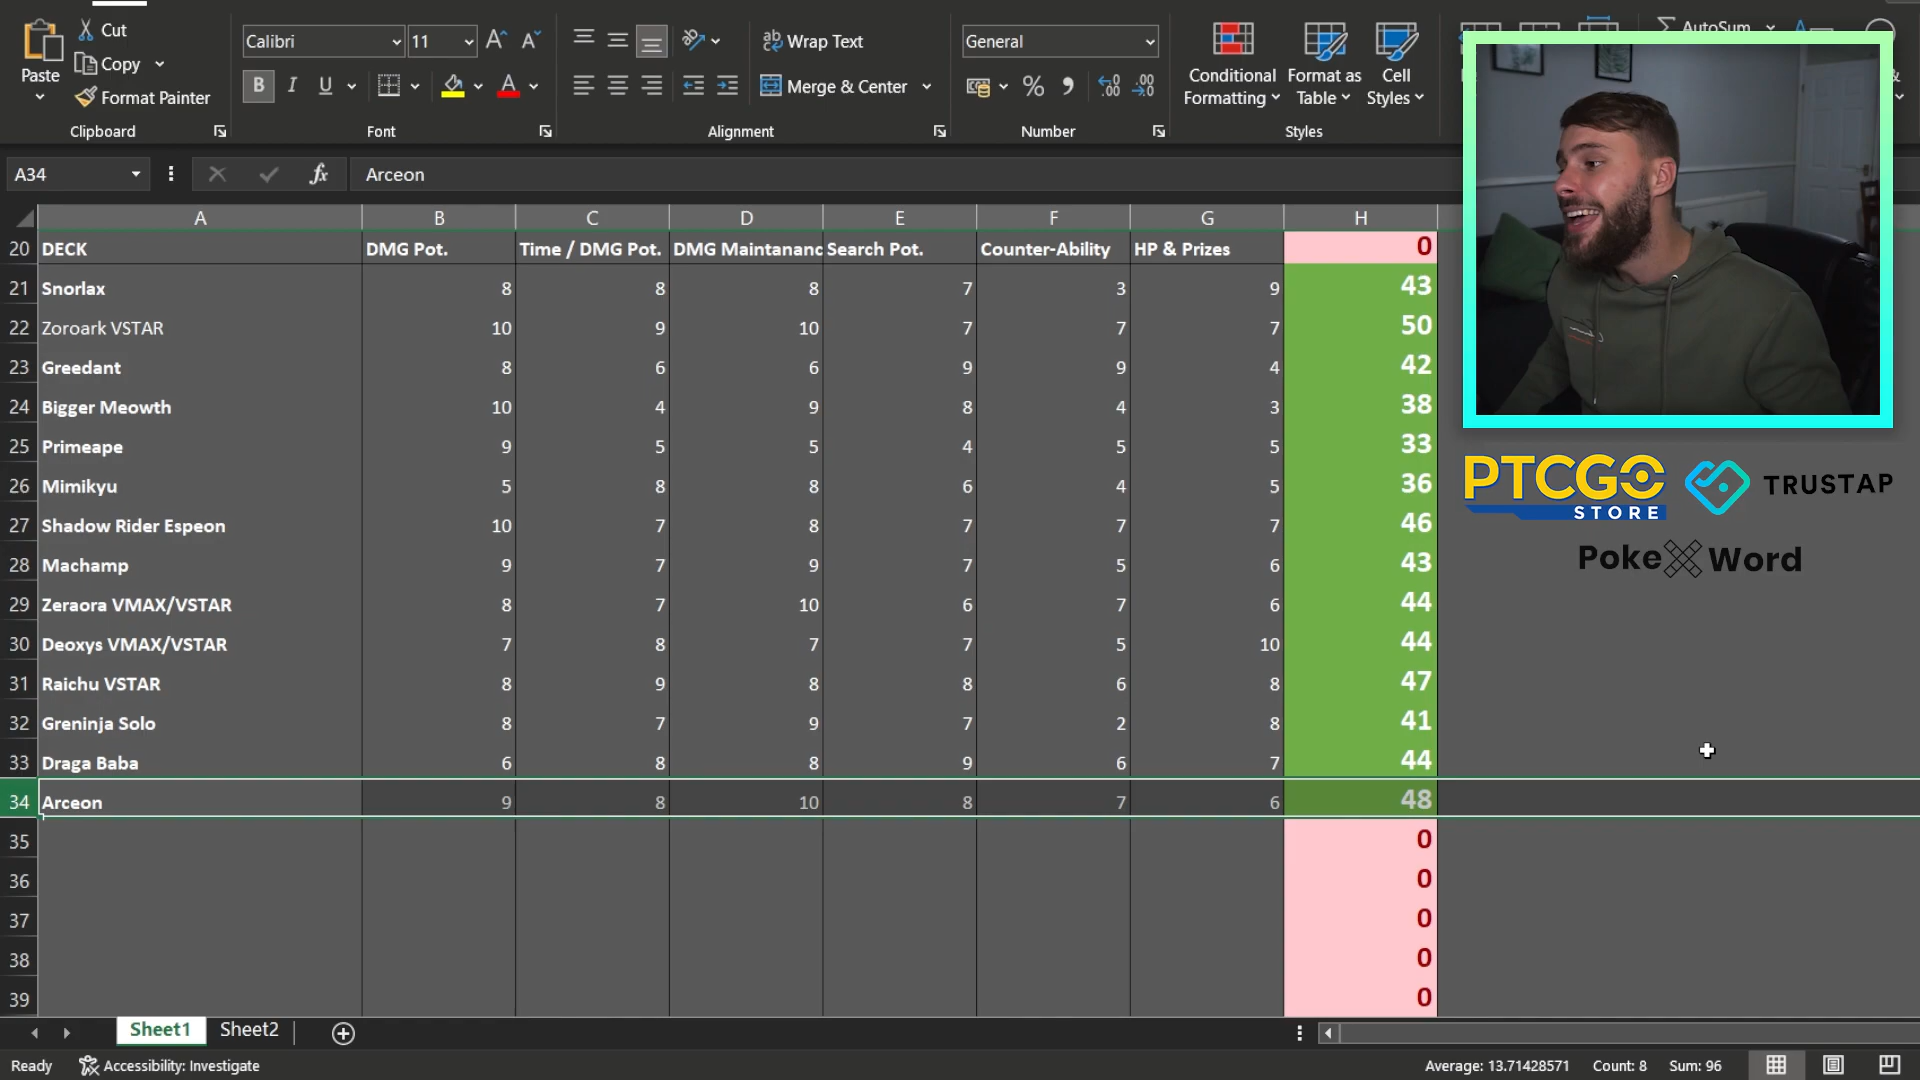 Cut
Calibri
11
Wrap Text
General
AutoSum
Paste
Copy
B I U A
Merge & Center
Conditional Formatting
Format as Table
Cell Styles
Format Painter
Clipboard
Font
Alignment
Number
Styles
A34
fx
Arceon
A B C D E F G H
20 DECK DMG Pot. Time / DMG Pot. DMG Maintananc Search Pot. Counter-Ability HP & Prizes 0
21 Snorlax 8 8 8 7 3 9 43
22 Zoroark VSTAR 10 9 10 7 7 7 50
23 Greedant 8 6 6 9 9 4 42
24 Bigger Meowth 10 4 9 8 4 3 38
25 Primeape 9 5 5 4 5 5 33
26 Mimikyu 5 8 8 6 4 5 36
27 Shadow Rider Espeon 10 7 8 7 7 7 46
28 Machamp 9 7 9 7 5 6 43
29 Zeraora VMAX/VSTAR 8 7 10 6 7 6 44
30 Deoxys VMAX/VSTAR 7 8 7 7 5 10 44
31 Raichu VSTAR 8 9 8 8 6 8 47
32 Greninja Solo 8 7 9 7 2 8 41
33 Draga Baba 6 8 8 9 6 7 44
34 Arceon 9 8 10 8 7 6 48
35 0
36 0
37 0
38 0
39 0
PTCGO STORE
TRUSTAP
Poke Word
Sheet1 Sheet2
Ready Accessibility: Investigate Average: 13.71428571 Count: 8 Sum: 96